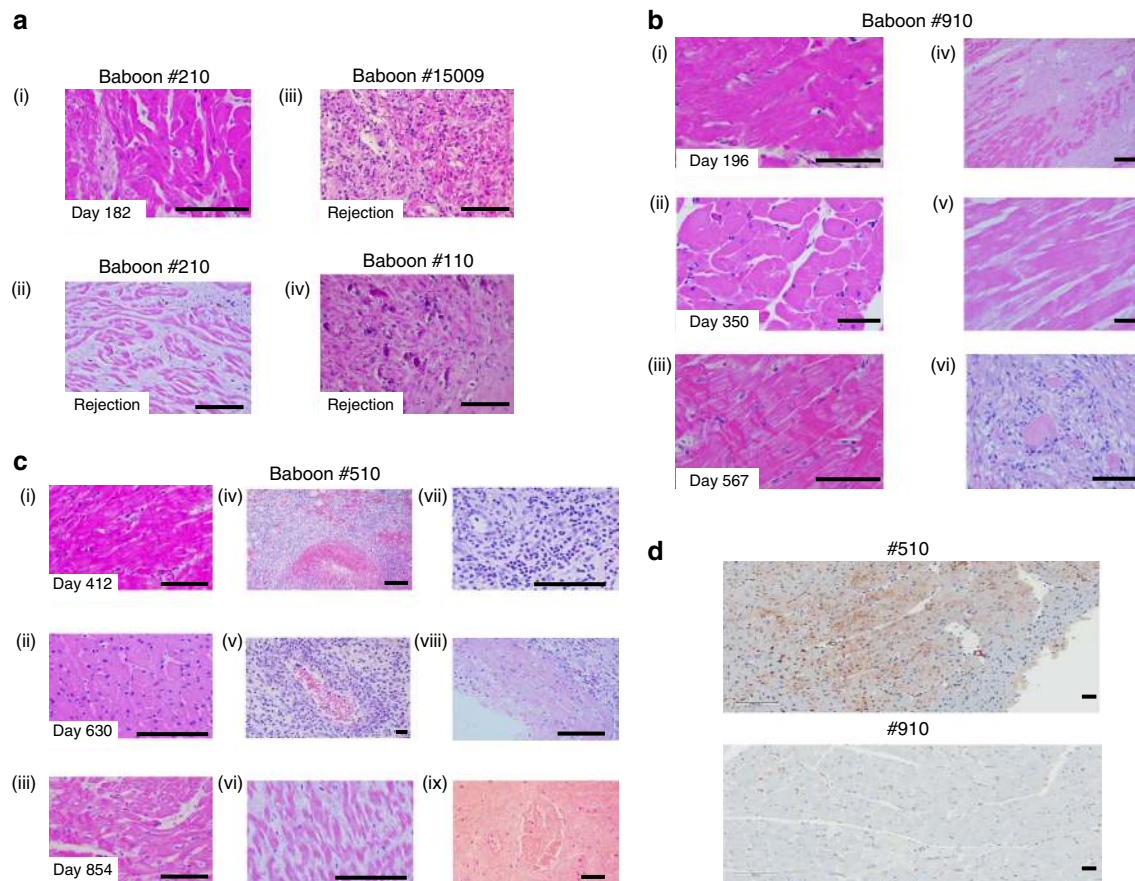 a
Baboon #210
(i)
Day 182
Baboon #15009
(iii)
Rejection
Baboon #210
(ii)
Rejection
Baboon #110
(iv)
Rejection
b
Baboon #910
(i)
Day 196
(iv)
(ii)
Day 350
(v)
(iii)
Day 567
(vi)
c
Baboon #510
(i)
Day 412
(iv)
(vii)
(ii)
Day 630
(v)
(viii)
(iii)
Day 854
(vi)
(ix)
d
#510
#910